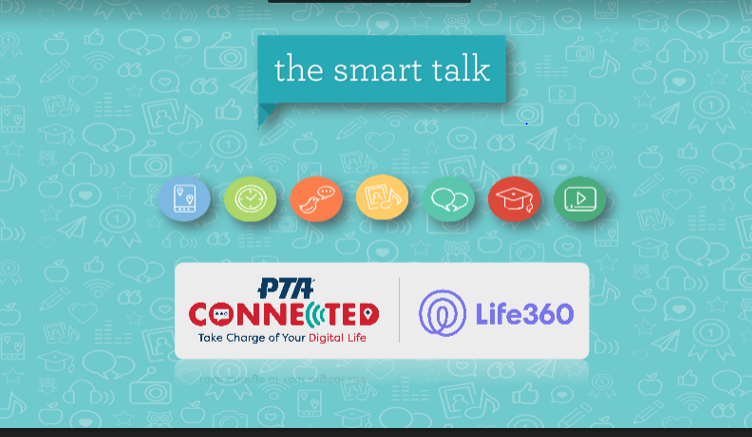 the smart talk
PTA
CONNECTED
Take Charge of Your Digital Life
Life360